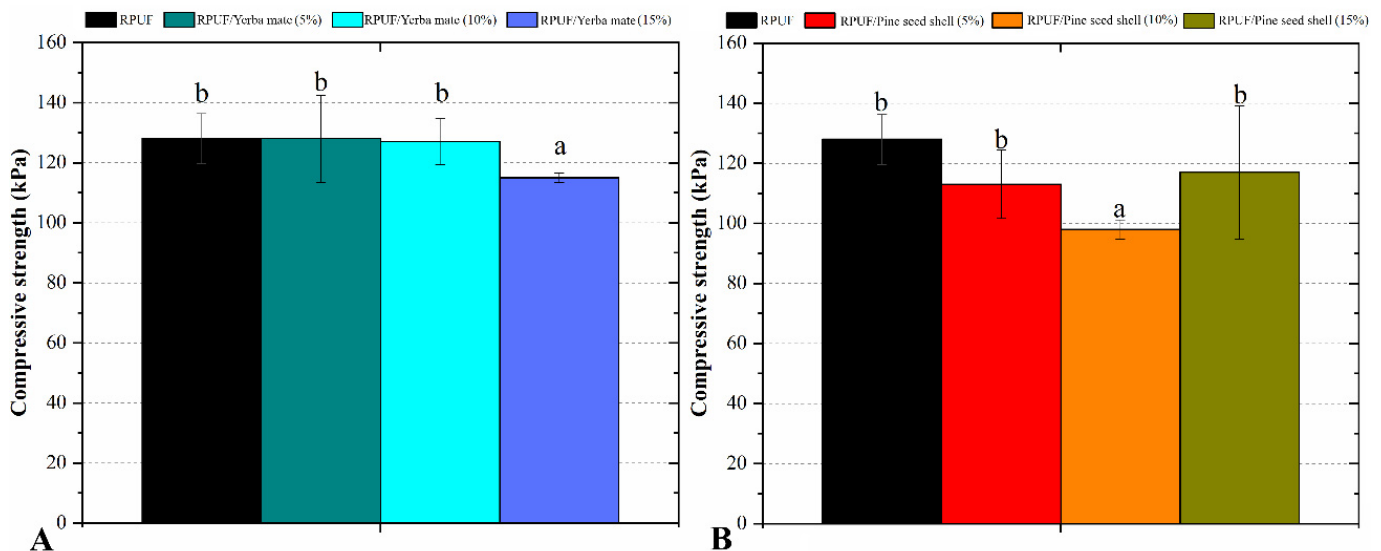 RPUF RPUF/Yerba mate (5%) RPUF/Yerba mate (10%) RPUF/Yerba mate (15%)
160
140
120
100
80
60
40
20
0
Compressive strength (kPa)
b
b
b
a
A
RPUF RPUF/Pine seed shell (5%) RPUF/Pine seed shell (10%) RPUF/Pine seed shell (15%)
160
140
120
100
80
60
40
20
0
Compressive strength (kPa)
b
b
a
b
B